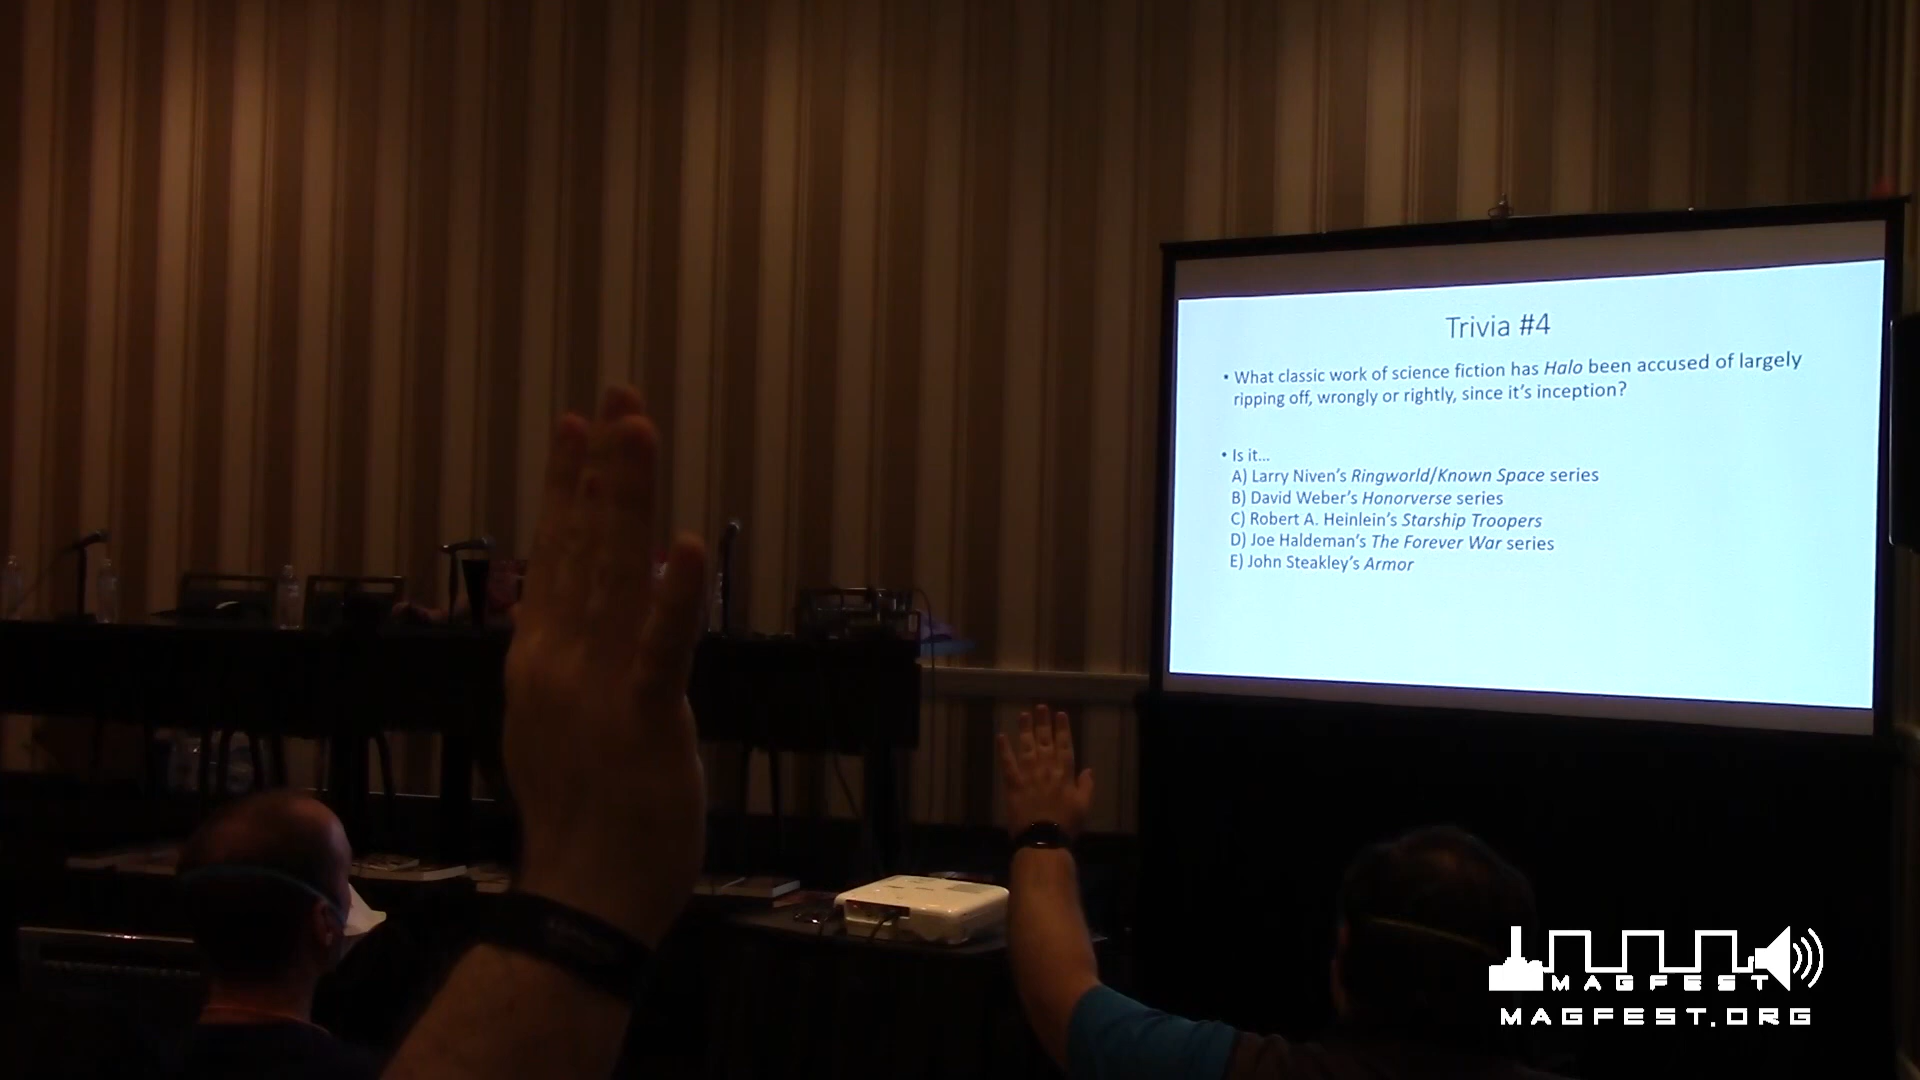 Trivia #4
• What classic work of science fiction has Halo been accused of largely
ripping off, wrongly or rightly, since it's inception?
• Is it...
A) Larry Niven's Ringworld/Known Space series
B) David Weber's Honorverse series
C) Robert A. Heinlein's Starship Troopers
D) Joe Haldeman's The Forever War series
E) John Steakley's Armor
MAGFEST
MAGFEST.ORG